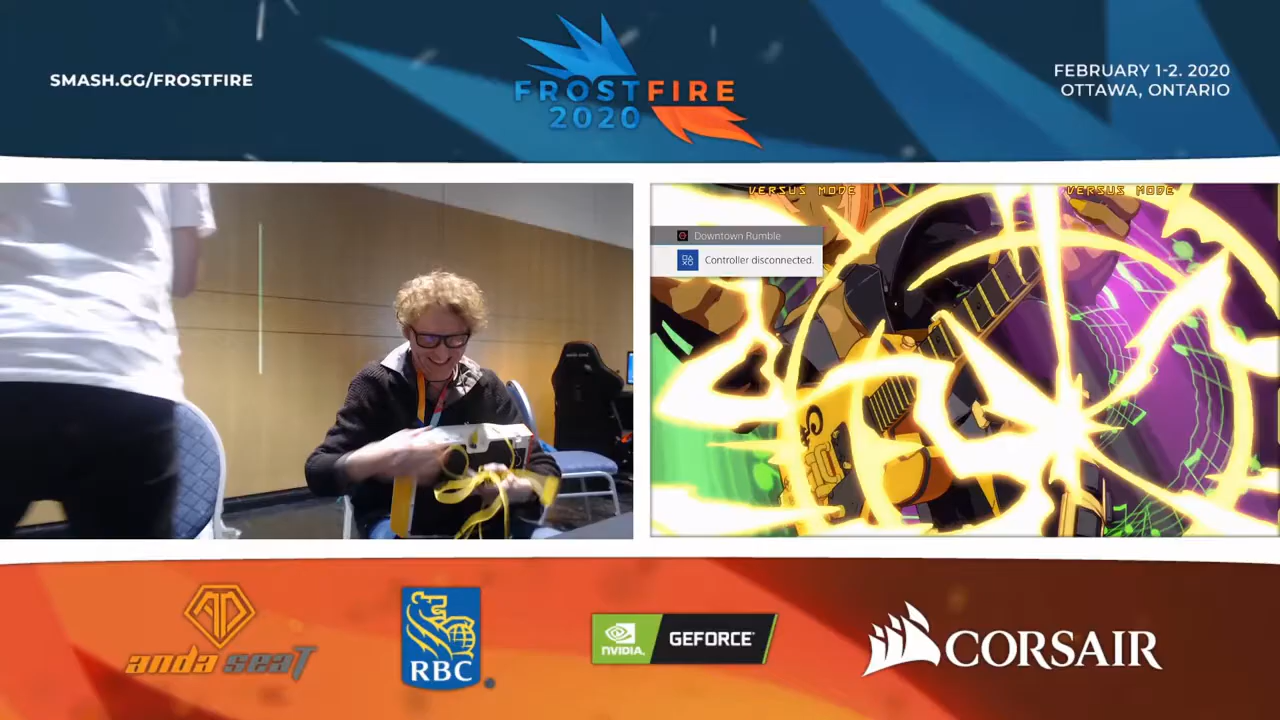 SMASH.GG/FROSTFIRE
FROSTFIRE
2020
FEBRUARY 1-2. 2020
OTTAWA, ONTARIO
VERSUS MODE
VERSUS MODE
Downtown Rumble
Controller disconnected.
anda seaT
RBC
NVIDIA.
GEFORCE
CORSAIR